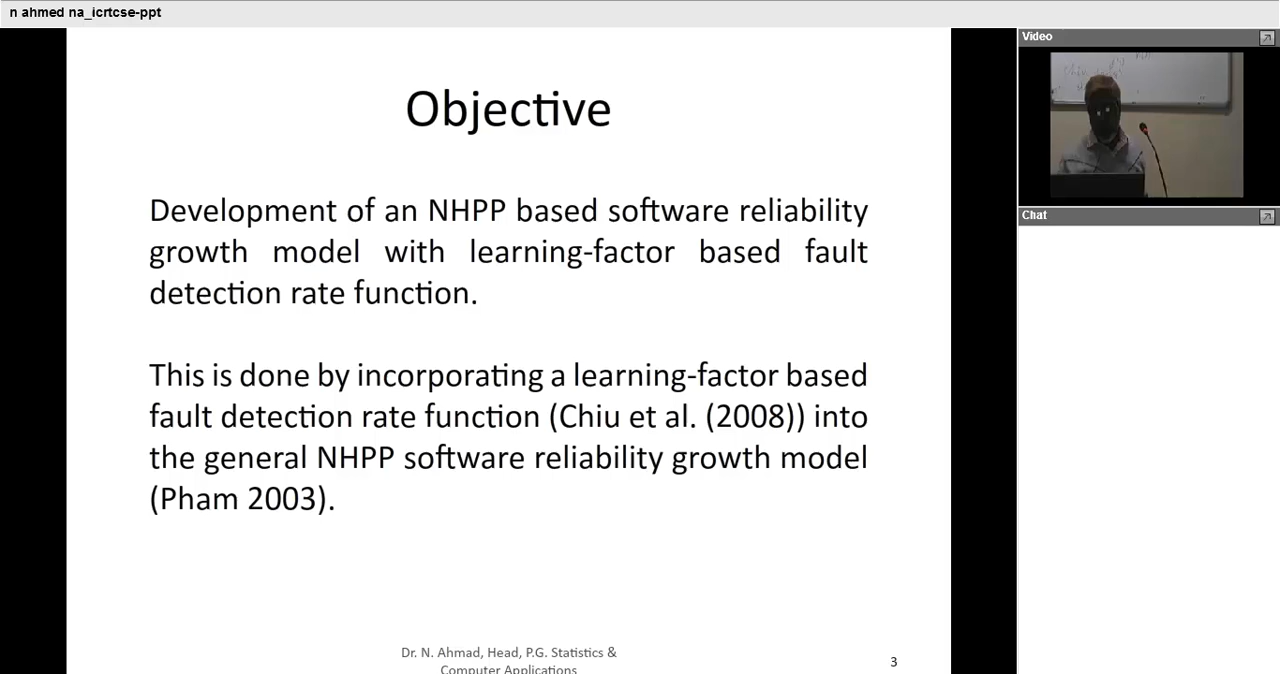 n ahmed na_icrtcse-ppt
Objective
Development of an NHPP based software reliability
growth model with learning-factor based fault
detection rate function.
This is done by incorporating a learning-factor based
fault detection rate function (Chiu et al. (2008)) into
the general NHPP software reliability growth model
(Pham 2003).
Dr. N. Ahmad, Head, P.G. Statistics &
Computer Applications
3
Video
Chat